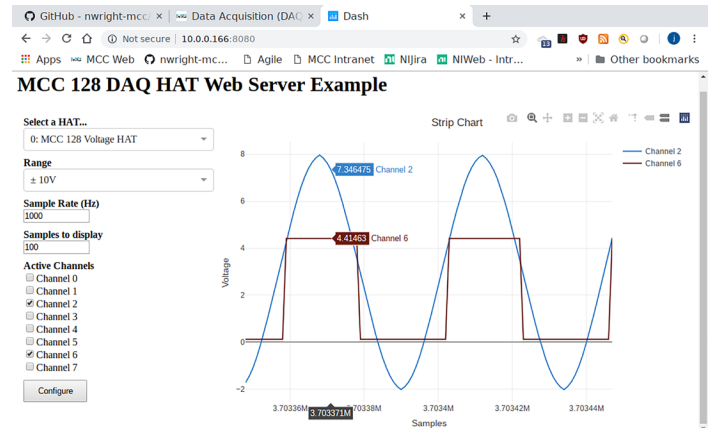 GitHub - nwright-mcc/
Data Acquisition (DAQ
Dash
Not secure | 10.0.0.166:8080
13
j
Apps
MCC Web
nwright-mc...
Agile
MCC Intranet
NIJira
NIWeb - Intr...
»
Other bookmarks
MCC 128 DAQ HAT Web Server Example
Select a HAT...
0: MCC 128 Voltage HAT
Range
± 10V
Sample Rate (Hz)
1000
Samples to display
100
Active Channels
Channel 0
Channel 1
Channel 2
Channel 3
Channel 4
Channel 5
Channel 6
Channel 7
Configure
Strip Chart
Channel 2
Channel 6
7.346475 Channel 2
4.41463 Channel 6
Voltage
8
6
4
2
0
−2
3.70336M
3.70338M
3.7034M
3.70342M
3.70344M
3.703371M
Samples